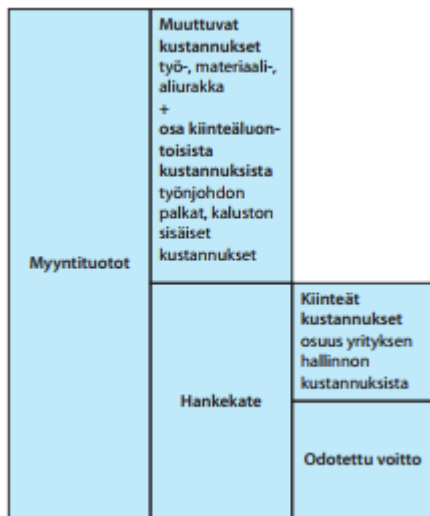 Muuttuvat
kustannukset
työ-, materiaali-,
aliurakka
+
osa kiinteäluon-
toisista
kustannuksista
työnjohdon
palkat, kaluston
sisäiset
kustannukset
Myyntituotot
Kiinteät
kustannukset
osuus yrityksen
hallinnon
kustannuksista
Hankekate
Odotettu voitto